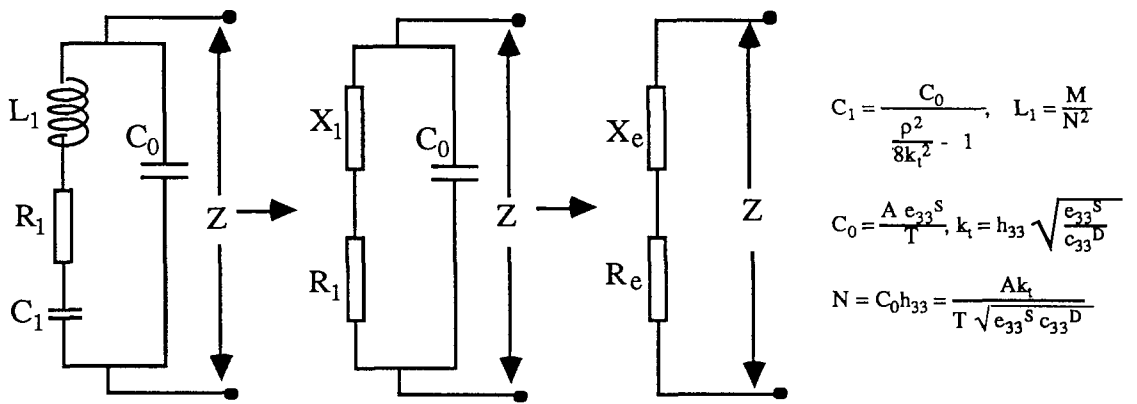 L₁
R₁
C₁
C₀
Z
X₁
R₁
C₀
Z
Xₑ
Rₑ
Z
C₁ = C₀ / (ρ² / 8kₜ² - 1), L₁ = M / N²
C₀ = A e₃₃ˢ / T, kₜ = h₃₃ √(e₃₃ˢ / c₃₃ᴰ)
N = C₀h₃₃ = Akₜ / (T √(e₃₃ˢ c₃₃ᴰ))